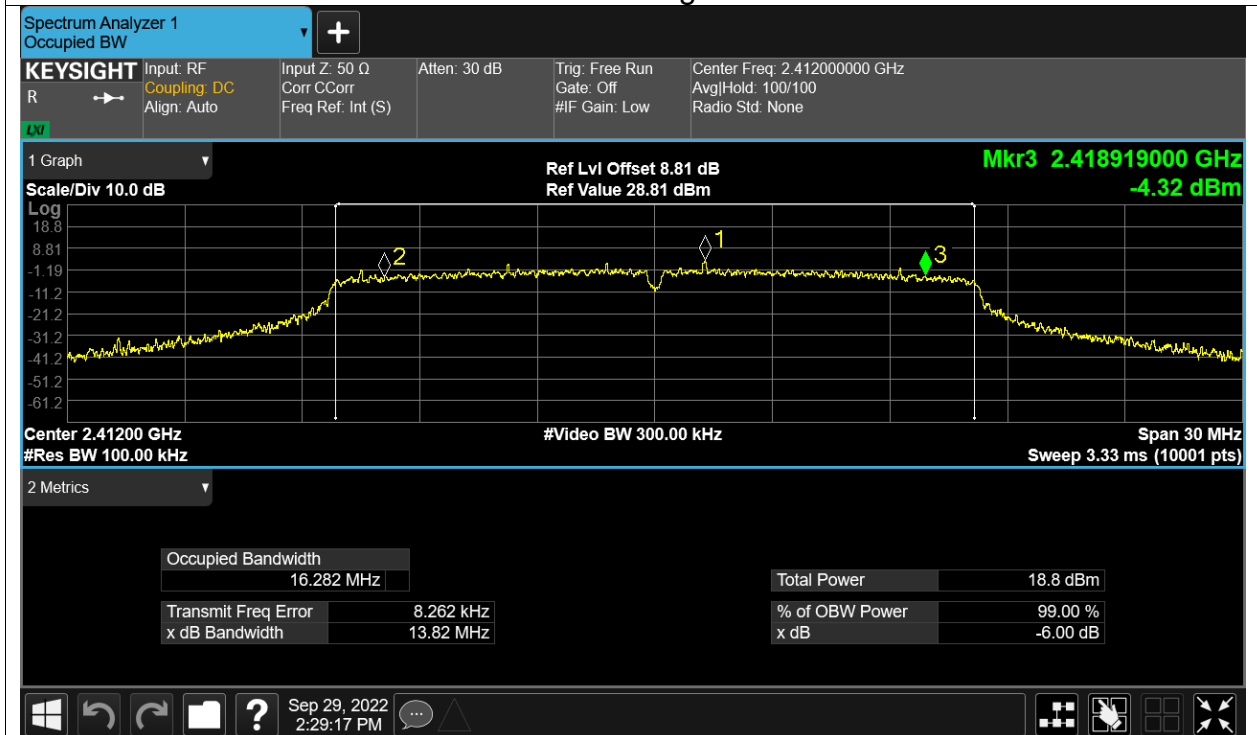 Spectrum Analyzer 1
Occupied BW
▼
+
KEYSIGHT
R
LXI
Input: RF
Coupling: DC
Align: Auto
Input Z: 50 Ω
Corr CCorr
Freq Ref: Int (S)
Atten: 30 dB
Trig: Free Run
Gate: Off
#IF Gain: Low
Center Freq: 2.412000000 GHz
Avg|Hold: 100/100
Radio Std: None
1 Graph ▼
Scale/Div 10.0 dB
Ref Lvl Offset 8.81 dB
Ref Value 28.81 dBm
Mkr3 2.418919000 GHz
-4.32 dBm
Log
18.8
8.81
-1.19
-11.2
-21.2
-31.2
-41.2
-51.2
-61.2
2
1
3
Center 2.41200 GHz
#Res BW 100.00 kHz
#Video BW 300.00 kHz
Span 30 MHz
Sweep 3.33 ms (10001 pts)
2 Metrics ▼
Occupied Bandwidth
16.282 MHz
Transmit Freq Error 8.262 kHz
x dB Bandwidth 13.82 MHz
Total Power 18.8 dBm
% of OBW Power 99.00 %
x dB -6.00 dB
?
Sep 29, 2022
2:29:17 PM